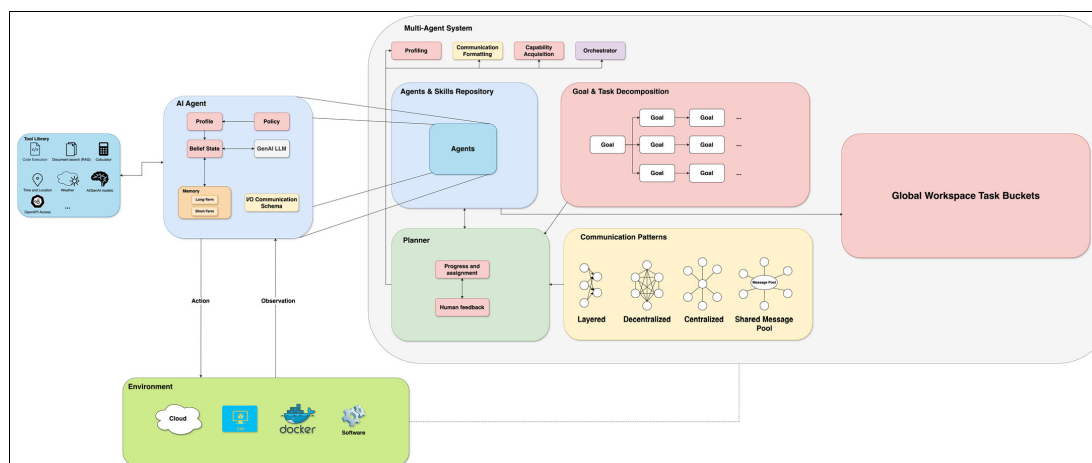 Multi-Agent System
Profiling
Communication
Formatting
Capability
Acquisition
Orchestrator
AI Agent
Profile
Policy
Belief State
GenAI LLM
Memory
Long-Term
Short-Term
I/O Communication
Schema
Tool Library
Code Execution
Document search (RAG)
Calculator
Time and Location
Weather
OpenAPI Access
...
Agents & Skills Repository
Agents
Goal & Task Decomposition
Goal
Goal
Goal
...
Goal
Goal
...
Goal
Goal
...
Global Workspace Task Buckets
Planner
Progress and
assignment
Human feedback
Communication Patterns
Message Pool
Layered
Decentralized
Centralized
Shared Message
Pool
Action
Observation
Environment
Cloud
docker
Software